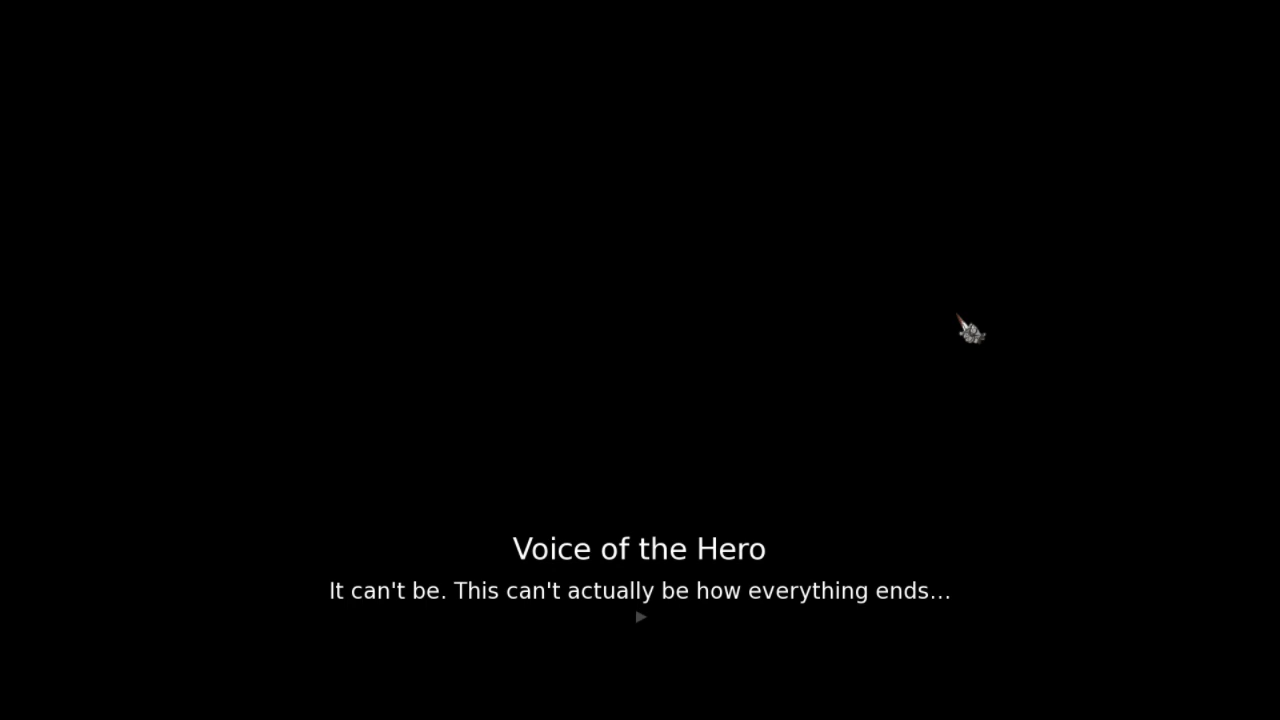 Voice of the Hero
It can't be. This can't actually be how everything ends...